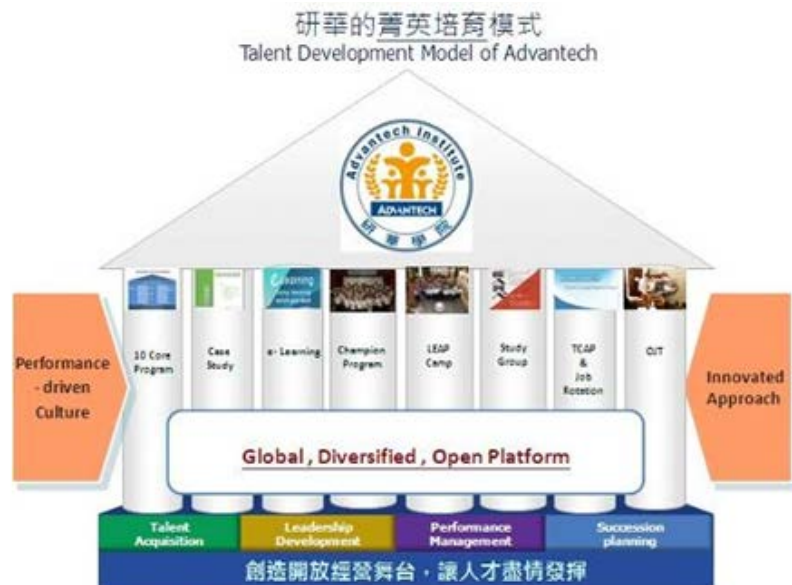 研華的菁英培育模式
Talent Development Model of Advantech
Advantech Institute
ADVANTECH
研華學院
Learning
10 Core
Program
Case
Study
e- Learning
Champion
Program
LEAP
Camp
Study
Group
TCAP
&
Job
Rotation
OJT
Performance
- driven
Culture
Innovated
Approach
Global , Diversified , Open Platform
Talent
Acquisition
Leadership
Development
Performance
Management
Succession
planning
創造開放經營舞台，讓人才盡情發揮